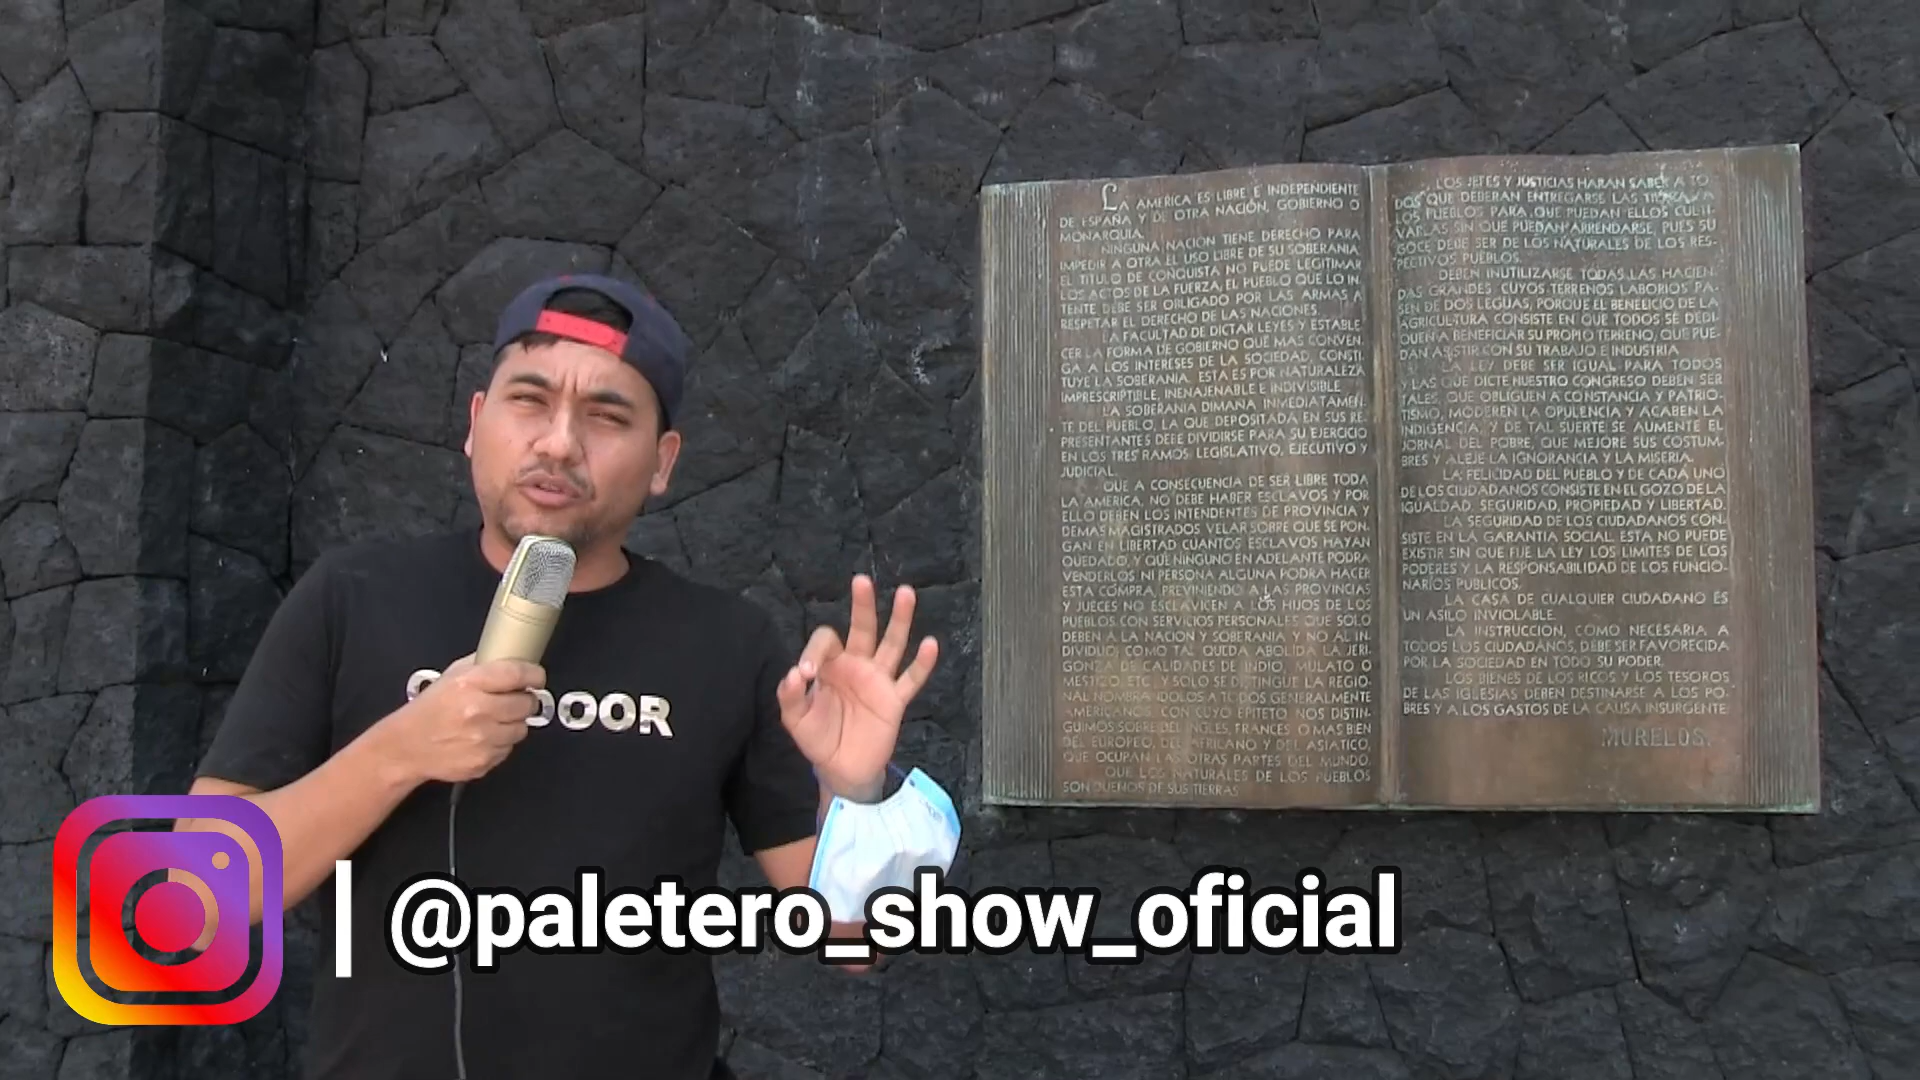 LA AMERICA ES LIBRE E INDEPENDIENTE
DE ESPAÑA Y DE OTRA NACIÓN, GOBIERNO O
MONARQUIA.
NINGUNA NACIÓN TIENE DERECHO PARA
IMPEDIR A OTRA EL USO LIBRE DE SU SOBERANIA.
EL TITULO DE CONQUISTA NO PUEDE LEGITIMAR
LOS ACTOS DE LA FUERZA, EL PUEBLO QUE LO IN-
TENTE DEBE SER OBLIGADO POR LAS ARMAS A
RESPETAR EL DERECHO DE LAS NACIONES.
LA FACULTAD DE DICTAR LEYES Y ESTABLE-
CER LA FORMA DE GOBIERNO QUE MAS CONVEN-
GA A LOS INTERESES DE LA SOCIEDAD, CONSTI-
TUYE LA SOBERANIA. ESTA ES POR NATURALEZA
IMPRESCRIPTIBLE, INENAJENABLE E INDIVISIBLE.
LA SOBERANIA DIMANA INMEDIATAMEN-
TE DEL PUEBLO, LA QUE DEPOSITADA EN SUS RE-
PRESENTANTES DEBE DIVIDIRSE PARA SU EJERCICIO
EN LOS TRES RAMOS: LEGISLATIVO, EJECUTIVO Y
JUDICIAL.
QUE A CONSECUENCIA DE SER LIBRE TODA
LA AMERICA, NO DEBE HABER ESCLAVOS Y POR
ELLO DEBEN LOS INTENDENTES DE PROVINCIA Y
DEMAS MAGISTRADOS VELAR SOBRE QUE SE PON-
GAN EN LIBERTAD CUANTOS ESCLAVOS HAYAN
QUEDADO, Y QUE NINGUNO EN ADELANTE PODRA
VENDERLOS, NI PERSONA ALGUNA PODRA HACER
ESTA COMPRA, PREVINIENDO A LAS PROVINCIAS
Y JUECES NO ESCLAVICEN A LOS HIJOS DE LOS
PUEBLOS CON SERVICIOS PERSONALES QUE SOLO
DEBEN A LA NACION Y SOBERANIA Y NO AL IN-
DIVIDUO, COMO TAL QUEDA ABOLIDA LA JERI-
GONZA DE CALIDADES DE INDIO, MULATO O
MESTIZO, ETC. Y SOLO SE DISTINGUE LA REGIO-
NAL NOMBRANDOLOS A TODOS GENERALMENTE
AMERICANOS, CON CUYO EPITETO NOS DISTIN-
GUIMOS SOBRE DEL INGLES, FRANCES O MAS BIEN
DEL EUROPEO, DEL AFRICANO Y DEL ASIATICO,
QUE OCUPAN LAS OTRAS PARTES DEL MUNDO.
QUE LOS NATURALES DE LOS PUEBLOS
SON DUEÑOS DE SUS TIERRAS
LOS JEFES Y JUSTICIAS HARAN SABER A TO-
DOS QUE DEBERAN ENTREGARSE LAS TIERRAS A
LOS PUEBLOS PARA QUE PUEDAN ELLOS CULTI-
VARLAS SIN QUE PUEDAN ARRENDARSE, PUES SU
GOCE DEBE SER DE LOS NATURALES DE LOS RES-
PECTIVOS PUEBLOS.
DEBEN INUTILIZARSE TODAS LAS HACIEN-
DAS GRANDES CUYOS TERRENOS LABORIOS PA-
SEN DE DOS LEGUAS, PORQUE EL BENEFICIO DE LA
AGRICULTURA CONSISTE EN QUE TODOS SE DEDI-
QUEN A BENEFICIAR SU PROPIO TERRENO, QUE PUE-
DAN ASISTIR CON SU TRABAJO E INDUSTRIA
LA LEY DEBE SER IGUAL PARA TODOS
Y LAS QUE DICTE NUESTRO CONGRESO DEBEN SER
TALES, QUE OBLIGUEN A CONSTANCIA Y PATRIO-
TISMO, MODEREN LA OPULENCIA Y ACABEN LA
INDIGENCIA, Y DE TAL SUERTE SE AUMENTE EL
JORNAL DEL POBRE, QUE MEJORE SUS COSTUM-
BRES Y ALEJE LA IGNORANCIA Y LA MISERIA.
LA FELICIDAD DEL PUEBLO Y DE CADA UNO
DE LOS CIUDADANOS CONSISTE EN EL GOZO DE LA
IGUALDAD, SEGURIDAD, PROPIEDAD Y LIBERTAD.
LA SEGURIDAD DE LOS CIUDADANOS CON-
SISTE EN LA GARANTIA SOCIAL. ESTA NO PUEDE
EXISTIR SIN QUE FIJE LA LEY LOS LIMITES DE LOS
PODERES Y LA RESPONSABILIDAD DE LOS FUNCIO-
NARIOS PUBLICOS.
LA CASA DE CUALQUIER CIUDADANO ES
UN ASILO INVIOLABLE.
LA INSTRUCCION, COMO NECESARIA A
TODOS LOS CIUDADANOS, DEBE SER FAVORECIDA
POR LA SOCIEDAD EN TODO SU PODER.
LOS BIENES DE LOS RICOS Y LOS TESOROS
DE LAS IGLESIAS DEBEN DESTINARSE A LOS PO-
BRES Y A LOS GASTOS DE LA CAUSA INSURGENTE
MORELOS.
| @paletero_show_oficial